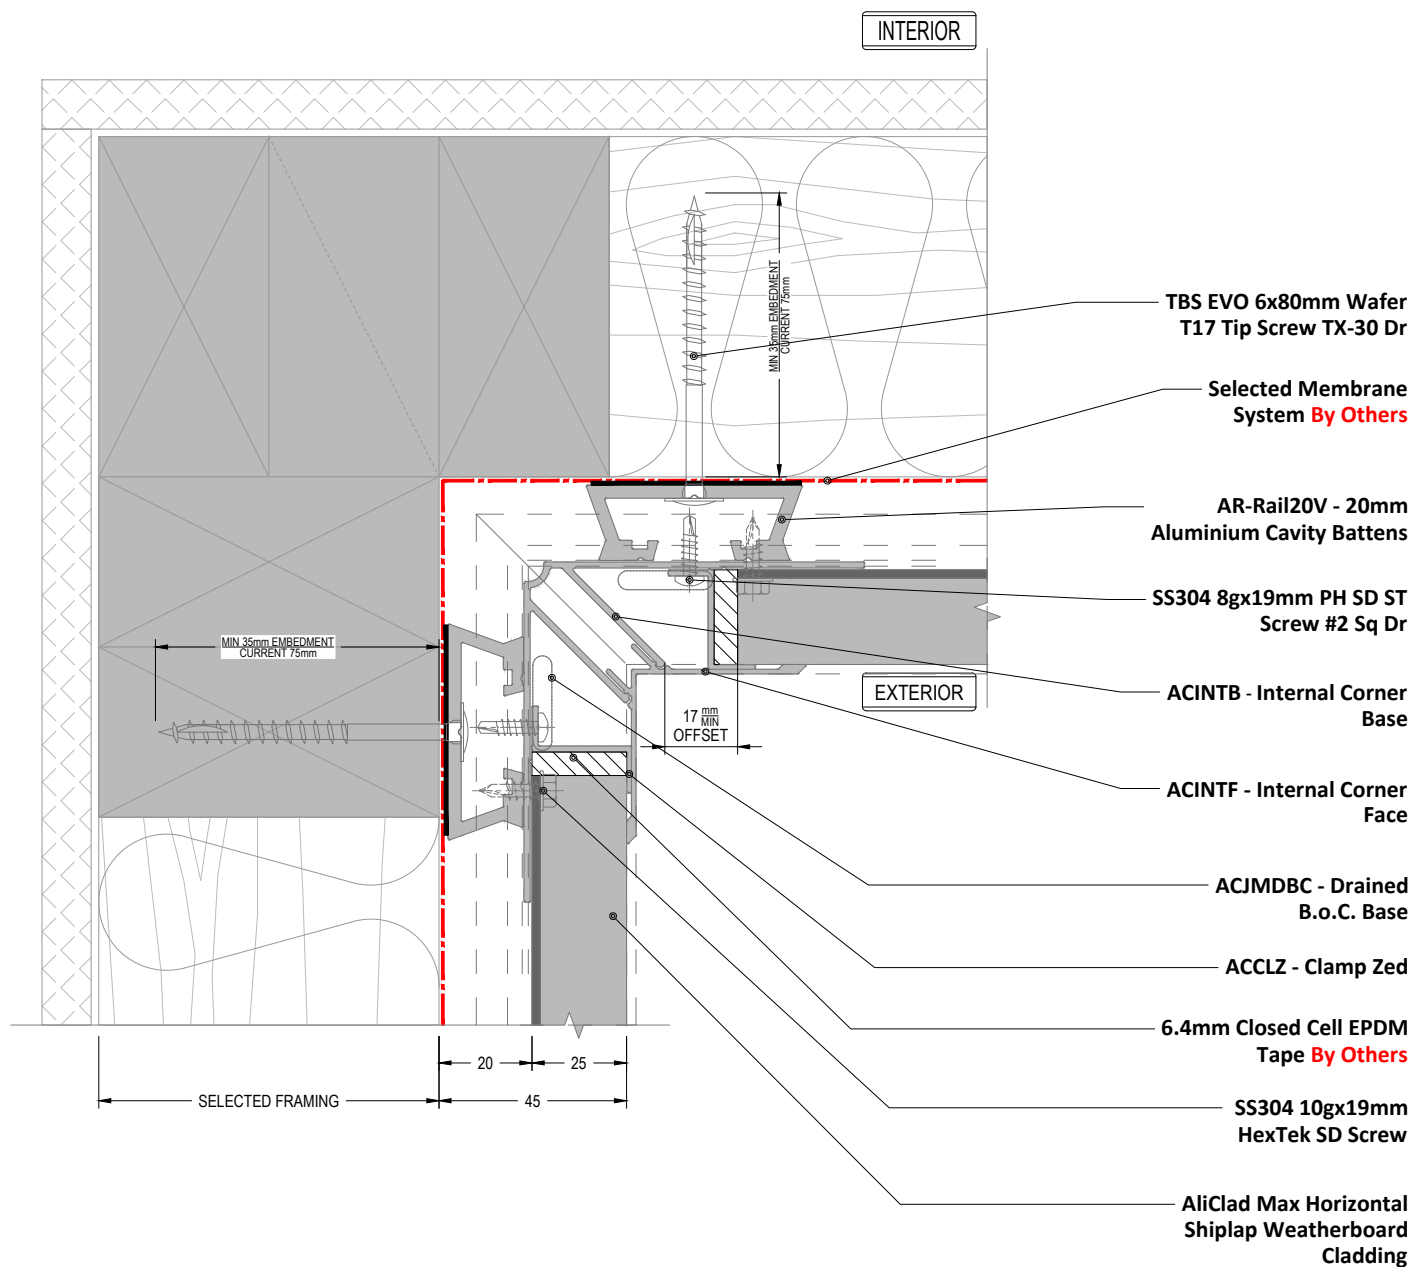 INTERIOR
TBS EVO 6x80mm Wafer
T17 Tip Screw TX-30 Dr
MIN 35mm EMBEDMENT
CURRENT 75mm
Selected Membrane
System By Others
AR-Rail20V - 20mm
Aluminium Cavity Battens
SS304 8gx19mm PH SD ST
Screw #2 Sq Dr
MIN 35mm EMBEDMENT
CURRENT 75mm
EXTERIOR
ACINTB - Internal Corner
Base
17 mm
MIN
OFFSET
ACINTF - Internal Corner
Face
ACJMDBC - Drained
B.o.C. Base
ACCLZ - Clamp Zed
6.4mm Closed Cell EPDM
Tape By Others
20
25
SELECTED FRAMING
45
SS304 10gx19mm
HexTek SD Screw
AliClad Max Horizontal
Shiplap Weatherboard
Cladding